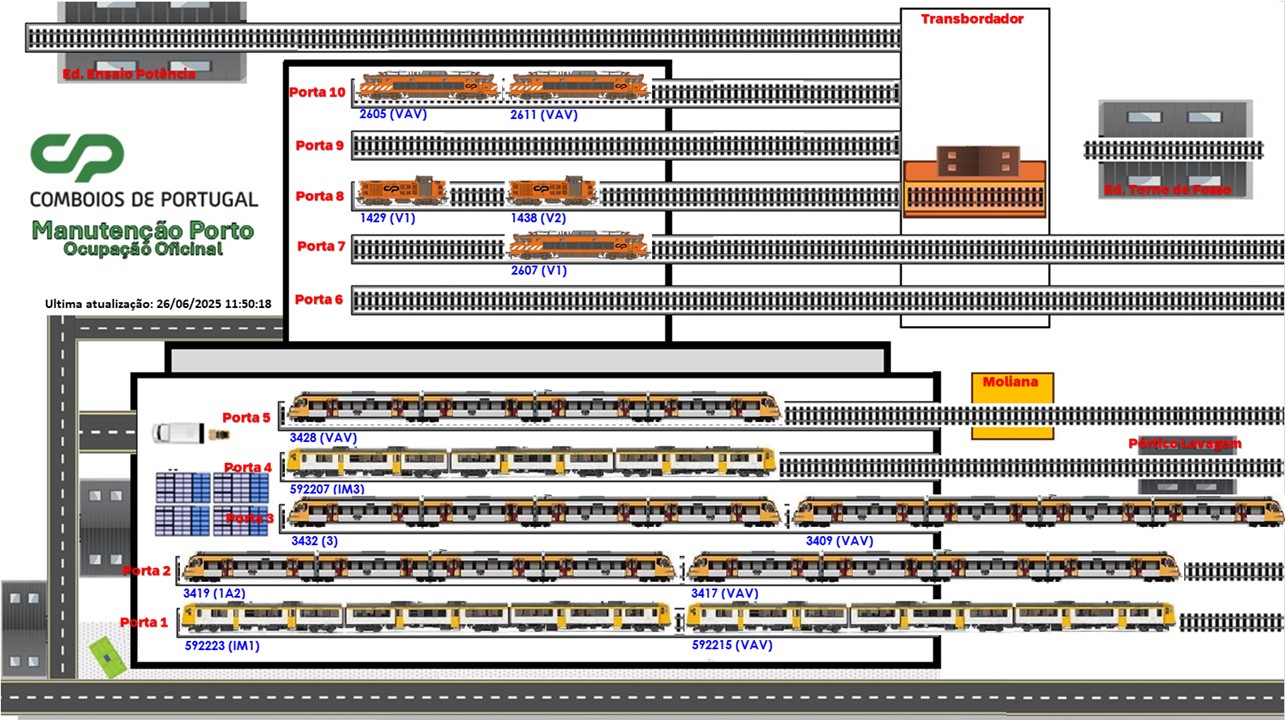 Transbordador
Ed. Ensaio Potência
Porta 10
2605 (VAV)
2611 (VAV)
Porta 9
CP
COMBOIOS DE PORTUGAL
Manutenção Porto
Ocupação Oficinal
Porta 8
1429 (V1)
1438 (V2)
Ed. Torno de Fosso
Porta 7
2607 (V1)
Porta 6
Ultima atualização: 26/06/2025 11:50:18
Moliana
Porta 5
3428 (VAV)
Pórtico Lavagem
Porta 4
592207 (IM3)
Porta 3
3432 (3)
3409 (VAV)
Porta 2
3419 (1A2)
3417 (VAV)
Porta 1
592223 (IM1)
592215 (VAV)